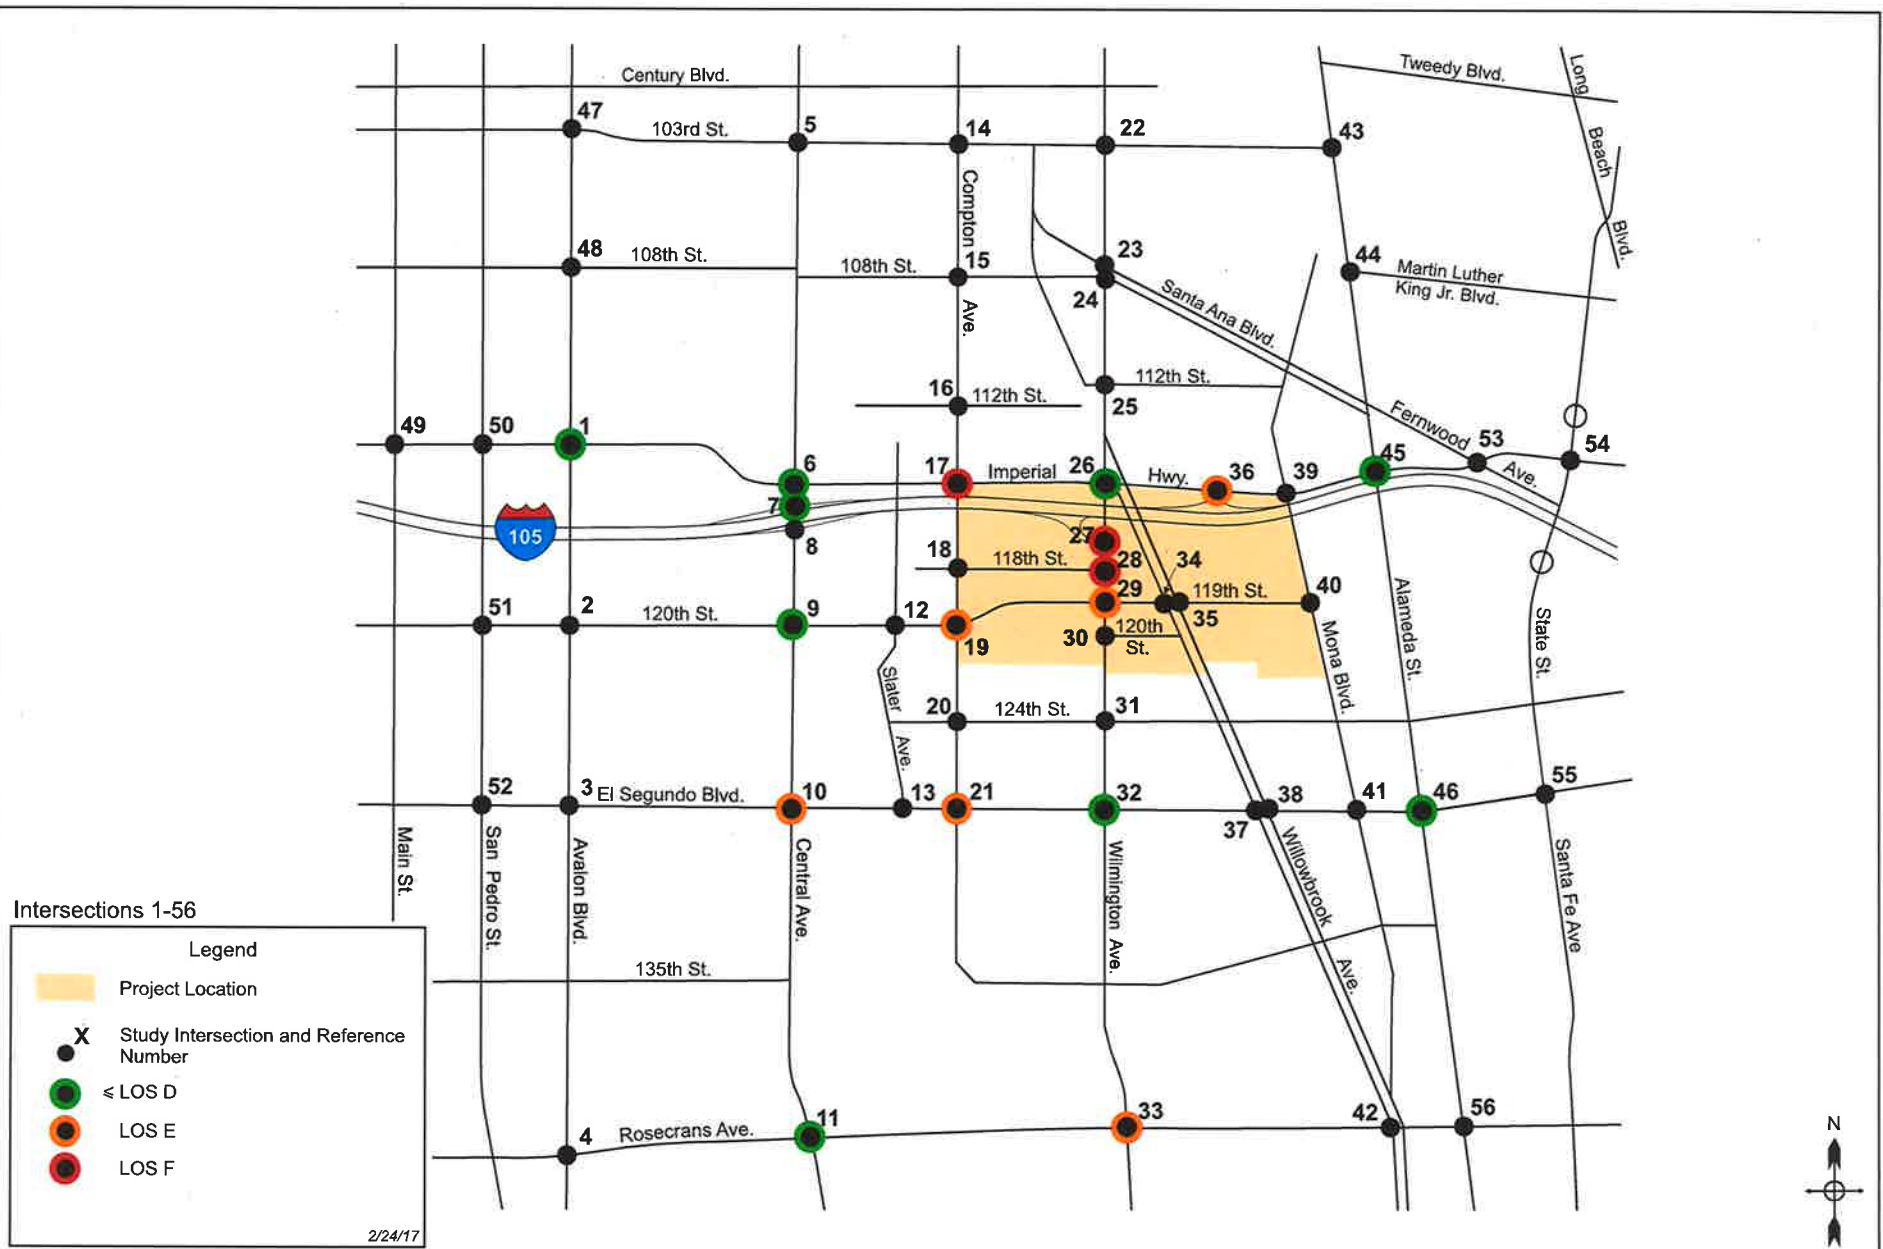 Century Blvd.
Tweedy Blvd.
Long
Beach
Blvd.
47
103rd St.
5
14
22
43
Compton
Ave.
48
108th St.
108th St.
15
23
24
44
Martin Luther
King Jr. Blvd.
Santa Ana Blvd.
16
112th St.
112th St.
25
Fernwood
Ave.
49
50
1
6
7
8
17
Imperial
26
Hwy.
36
39
45
53
54
105
27
18
118th St.
28
34
29
119th St.
40
35
51
2
120th St.
9
12
19
30
120th
St.
Slater
Ave.
Mona Blvd.
Alameda St.
State St.
20
124th St.
31
52
3
El Segundo Blvd.
10
13
21
32
37
38
41
46
55
Main St.
San Pedro St.
Avalon Blvd.
Central Ave.
Wilmington Ave.
Willowbrook
Ave.
Santa Fe Ave
135th St.
4
Rosecrans Ave.
11
33
42
56
Intersections 1-56
Legend
Project Location
X
Study Intersection and Reference
Number
≤ LOS D
LOS E
LOS F
2/24/17
N